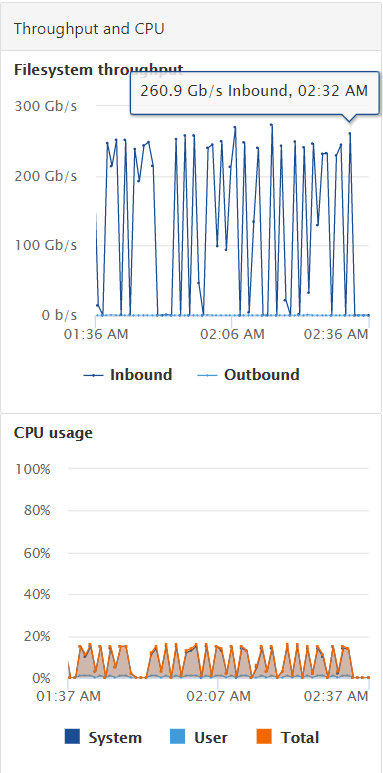 Throughput and CPU
Filesystem throughput
260.9 Gb/s Inbound, 02:32 AM
300 Gb/s
200 Gb/s
100 Gb/s
0 b/s
01:36 AM 02:06 AM 02:36 AM
Inbound Outbound
CPU usage
100%
80%
60%
40%
20%
0%
01:37 AM 02:07 AM 02:37 AM
System User Total